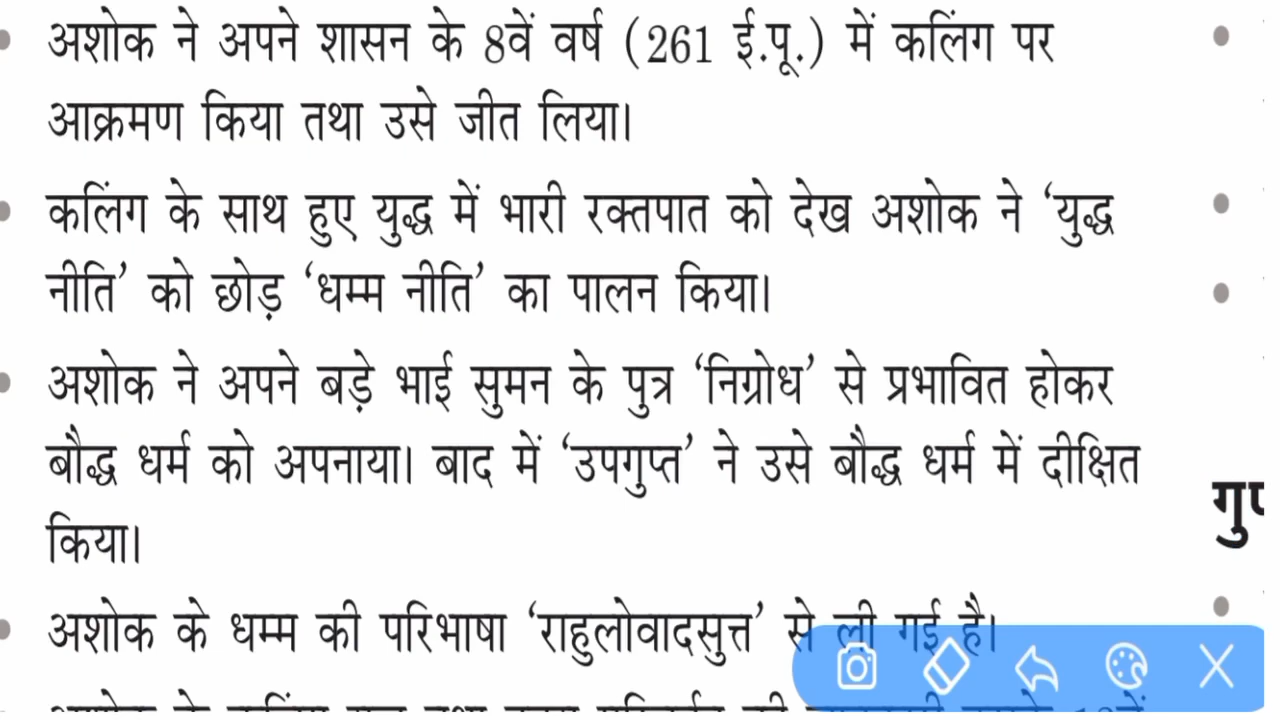 अशोक ने अपने शासन के 8वें वर्ष (261 ई.पू.) में कलिंग पर
आक्रमण किया तथा उसे जीत लिया।
कलिंग के साथ हुए युद्ध में भारी रक्तपात को देख अशोक ने ‘युद्ध
नीति’ को छोड़ ‘धम्म नीति’ का पालन किया।
अशोक ने अपने बड़े भाई सुमन के पुत्र ‘निग्रोध’ से प्रभावित होकर
बौद्ध धर्म को अपनाया। बाद में ‘उपगुप्त’ ने उसे बौद्ध धर्म में दीक्षित
किया।
अशोक के धम्म की परिभाषा ‘राहुलोवादसुत्त’ से ली गई है।